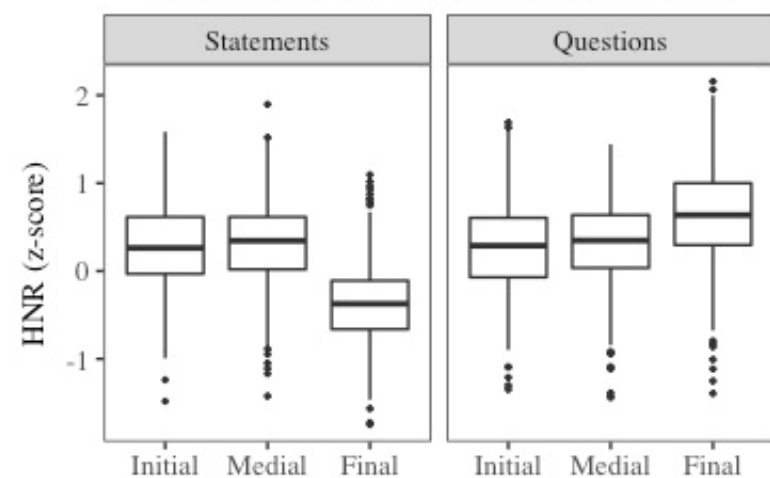 Statements Questions
HNR (z-score)
2
1
0
-1
Initial Medial Final Initial Medial Final